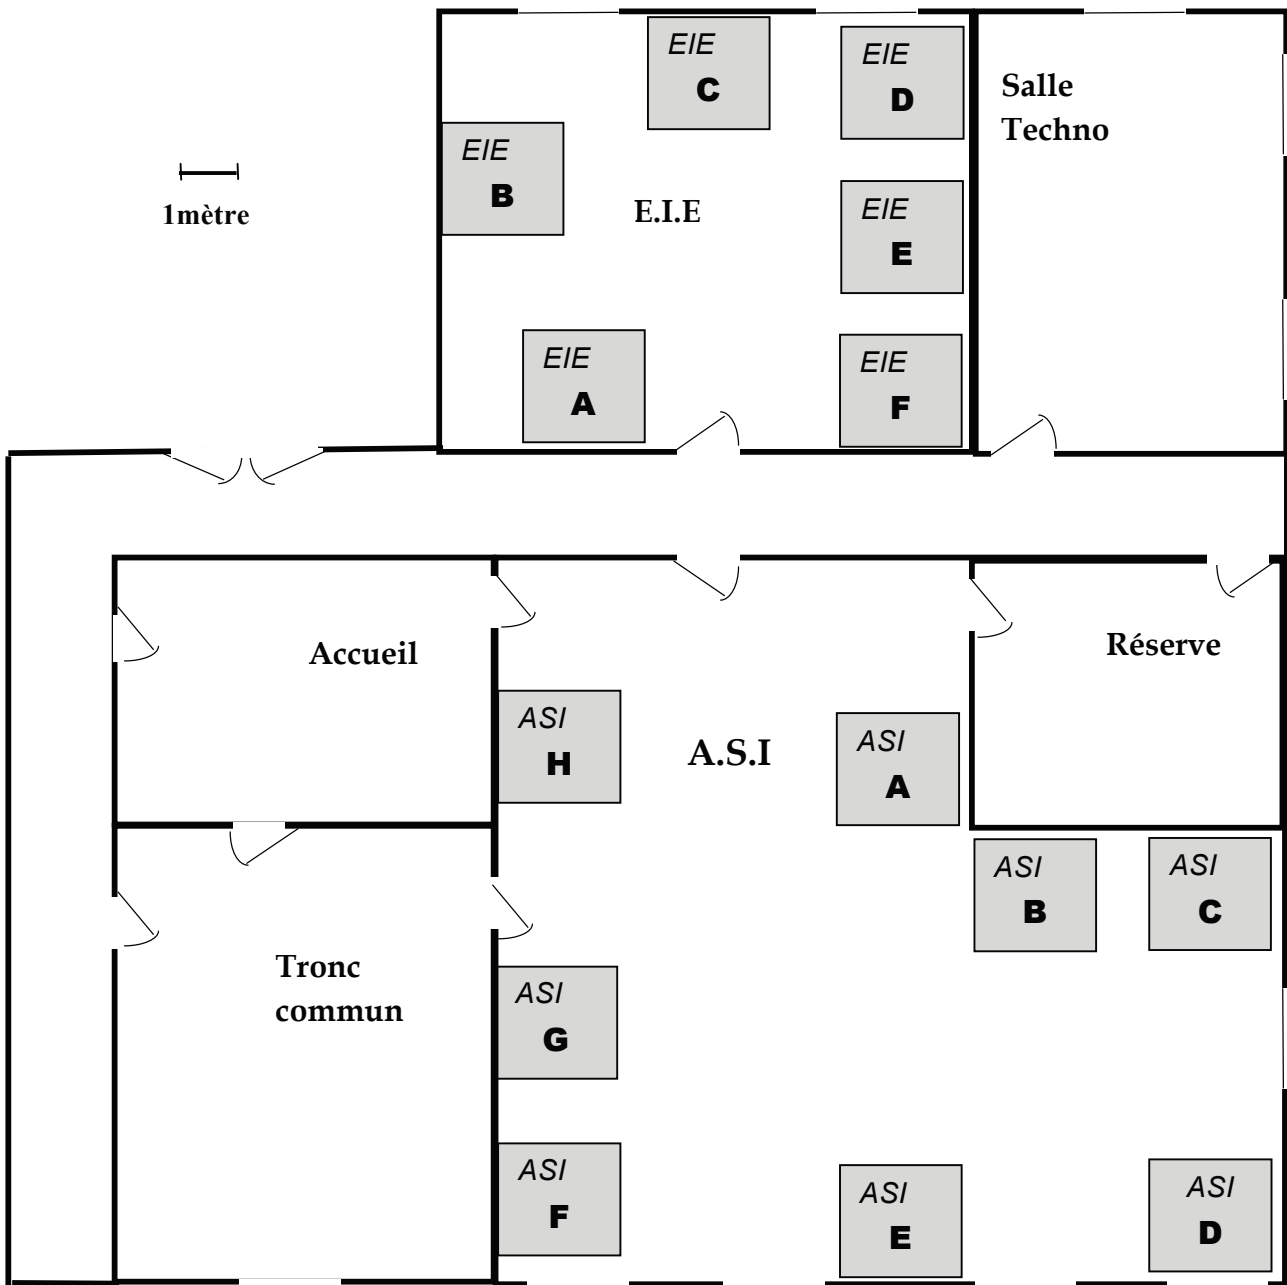 EIE
C
EIE
D
Salle
Techno
EIE
B
1mètre
E.I.E
EIE
E
EIE
A
EIE
F
Accueil
Réserve
ASI
H
A.S.I
ASI
A
ASI
B
ASI
C
Tronc
commun
ASI
G
ASI
F
ASI
E
ASI
D